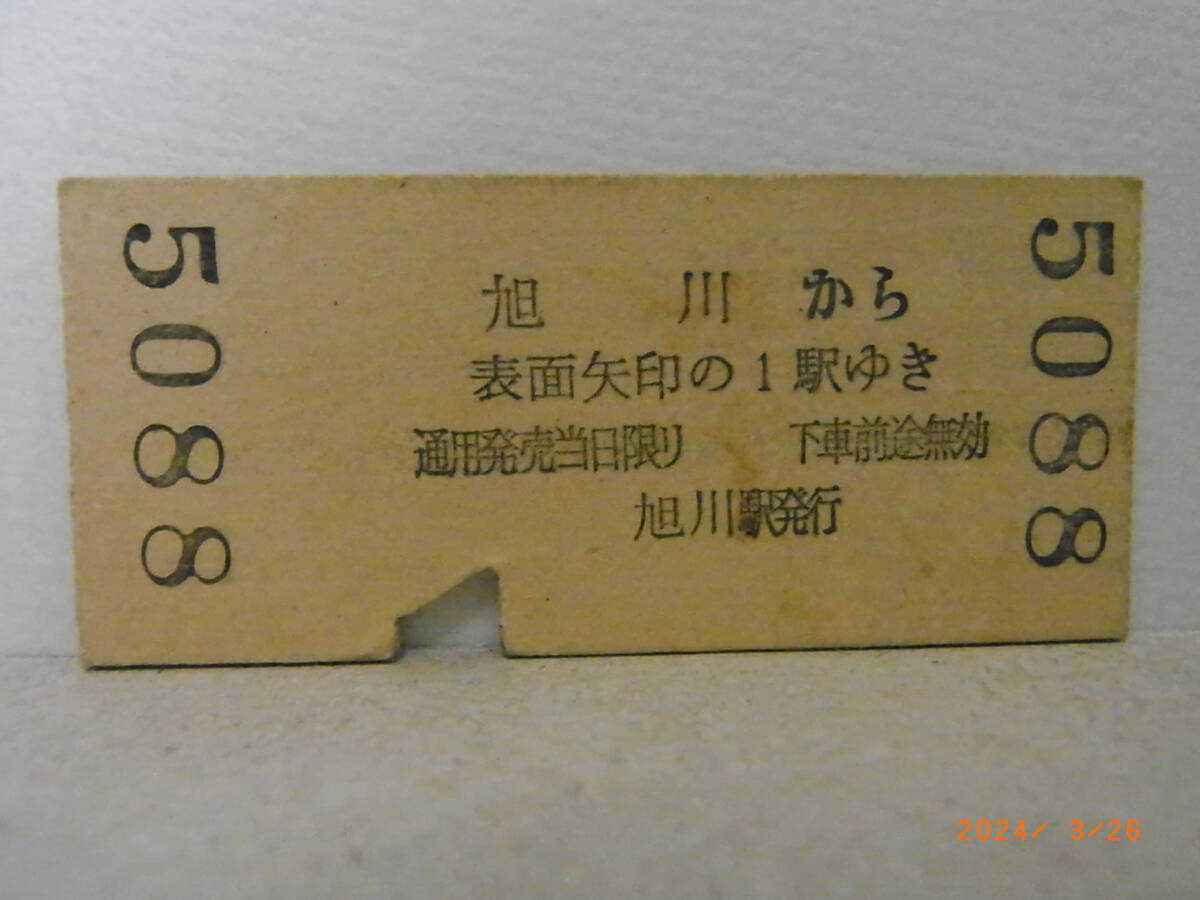 5088
旭川から
表面矢印の1駅ゆき
通用発売当日限り 下車前途無効
旭川駅発行
5088
2024/ 3/26